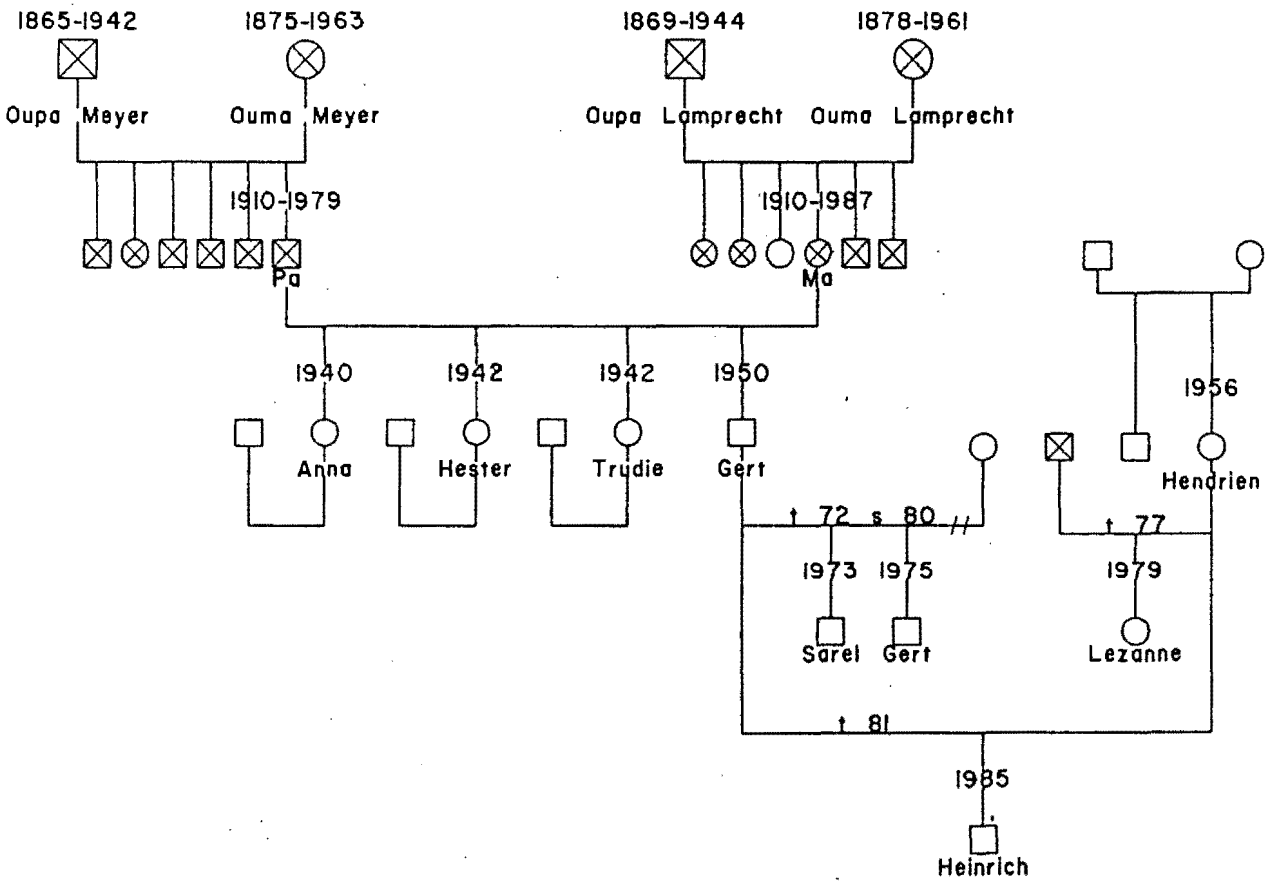 1865-1942 1875-1963 1869-1944 1878-1961
Oupa Meyer Ouma Meyer Oupa Lamprecht Ouma Lamprecht
1910-1979 1910-1987
Pa Ma
1940 1942 1942 1950 1956
Anna Hester Trudie Gert Hendrien
t 72 s 80 t 77
1973 1975 1979
Sarel Gert Lezanne
t 81
1985
Heinrich